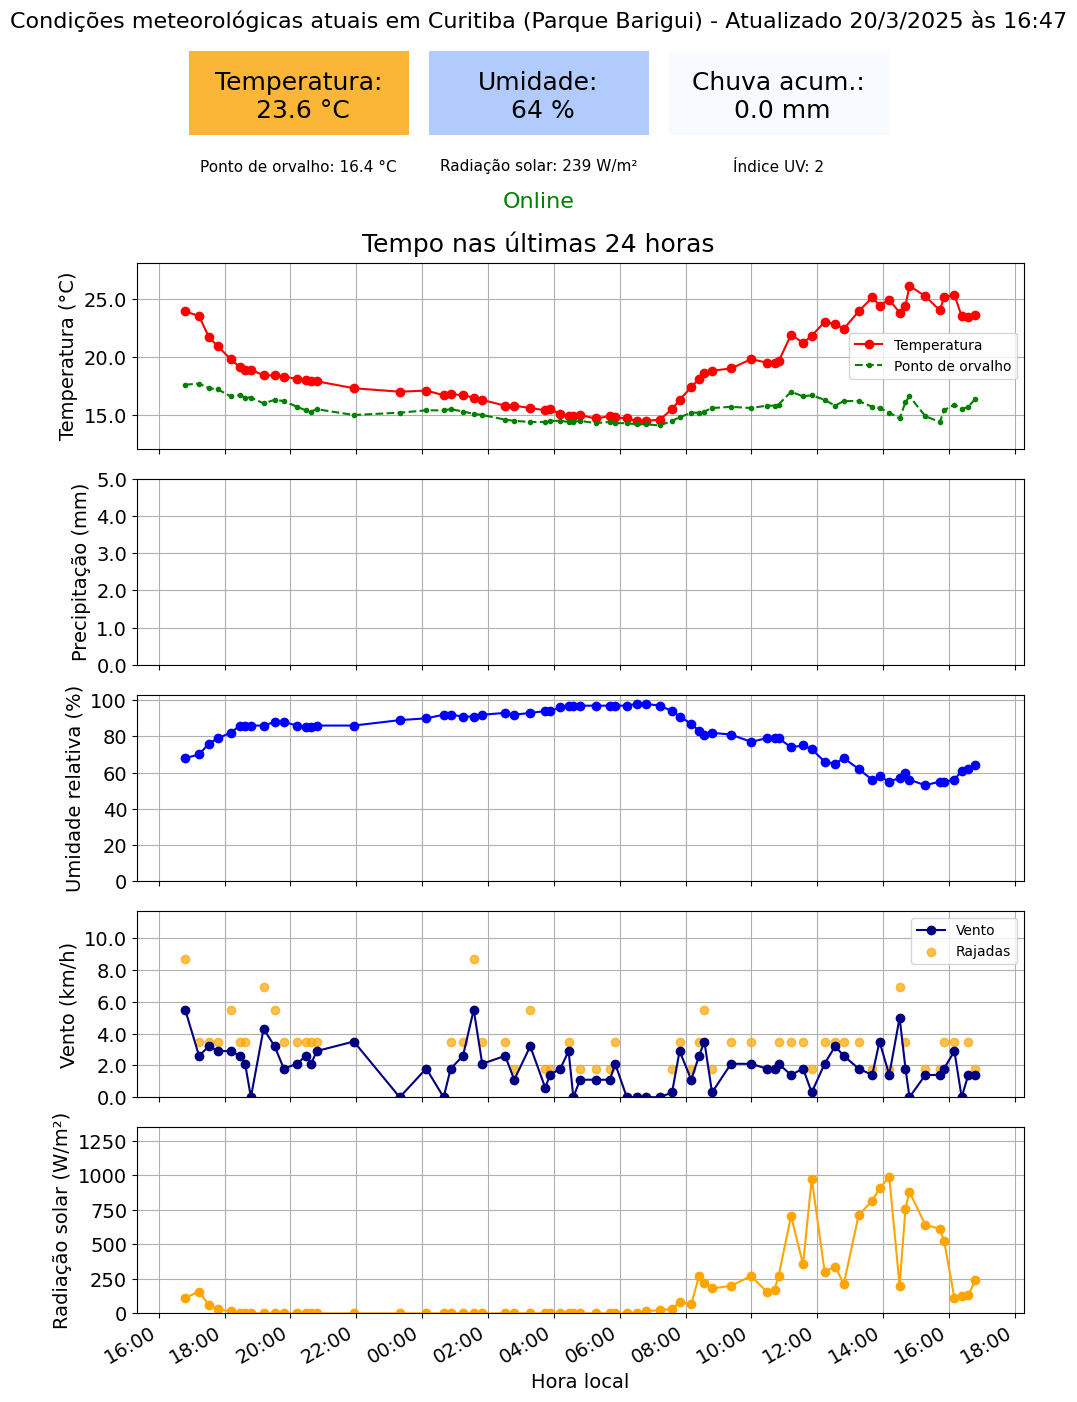 Condições meteorológicas atuais em Curitiba (Parque Barigui) - Atualizado 20/3/2025 às 16:47
Temperatura:
23.6 °C
Umidade:
64 %
Chuva acum.:
0.0 mm
Ponto de orvalho: 16.4 °C
Radiação solar: 239 W/m²
Índice UV: 2
Online
Tempo nas últimas 24 horas
Temperatura (°C)
25.0
20.0
15.0
Temperatura
Ponto de orvalho
Precipitação (mm)
5.0
4.0
3.0
2.0
1.0
0.0
Umidade relativa (%)
100
80
60
40
20
0
Vento (km/h)
10.0
8.0
6.0
4.0
2.0
0.0
Vento
Rajadas
Radiação solar (W/m²)
1250
1000
750
500
250
0
16:00
18:00
20:00
22:00
00:00
02:00
04:00
06:00
08:00
10:00
12:00
14:00
16:00
18:00
Hora local